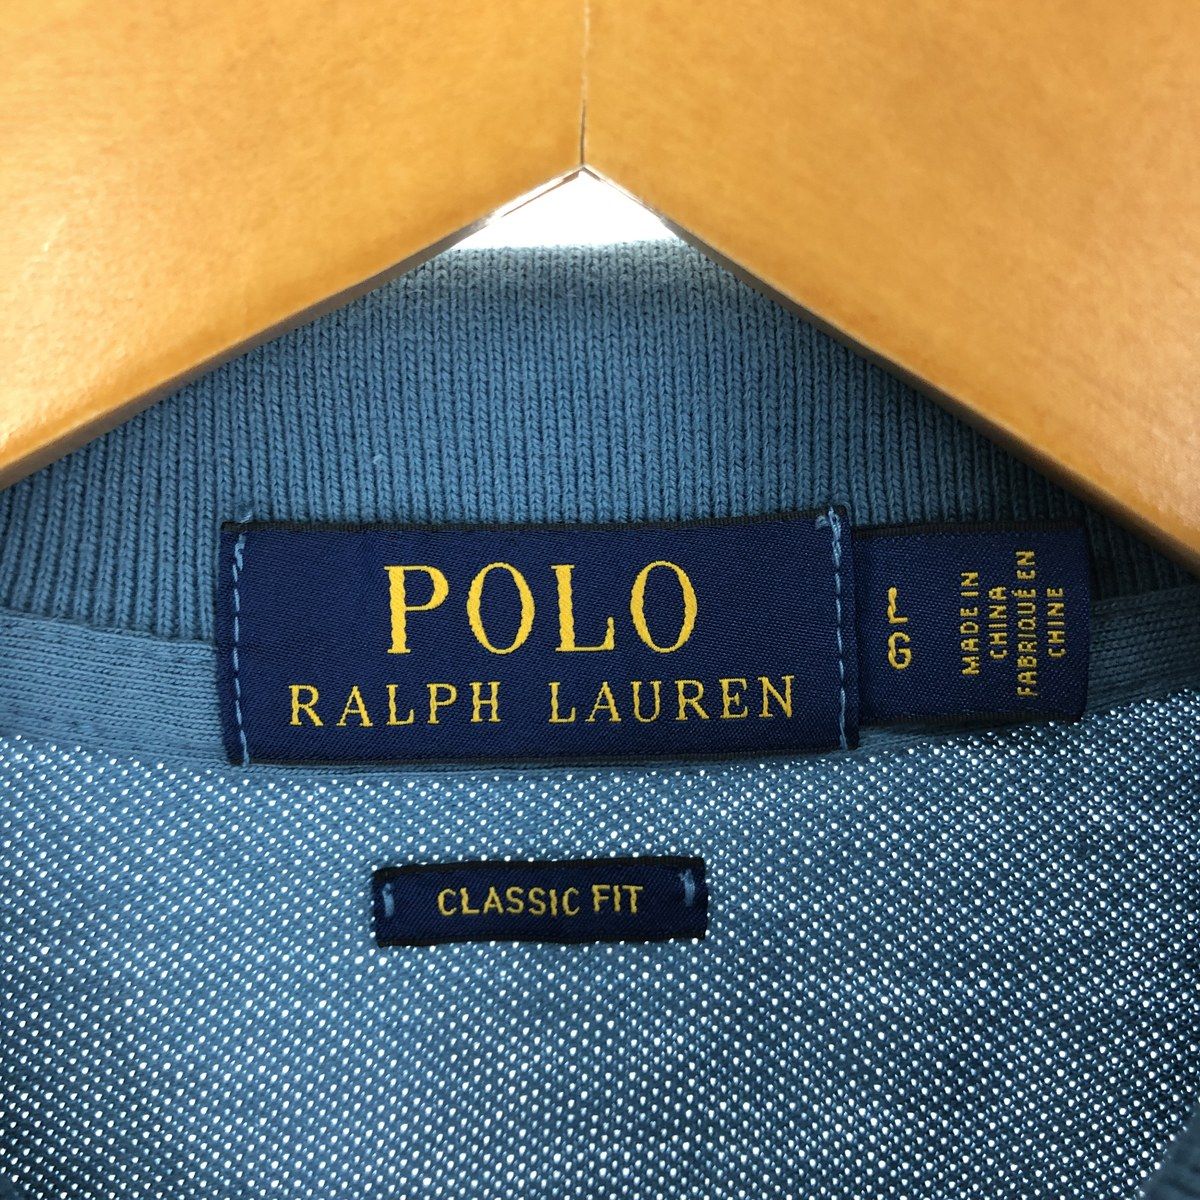 POLO
RALPH LAUREN
L
G
MADE IN
CHINA
FABRIQUÉ EN
CHINE
CLASSIC FIT